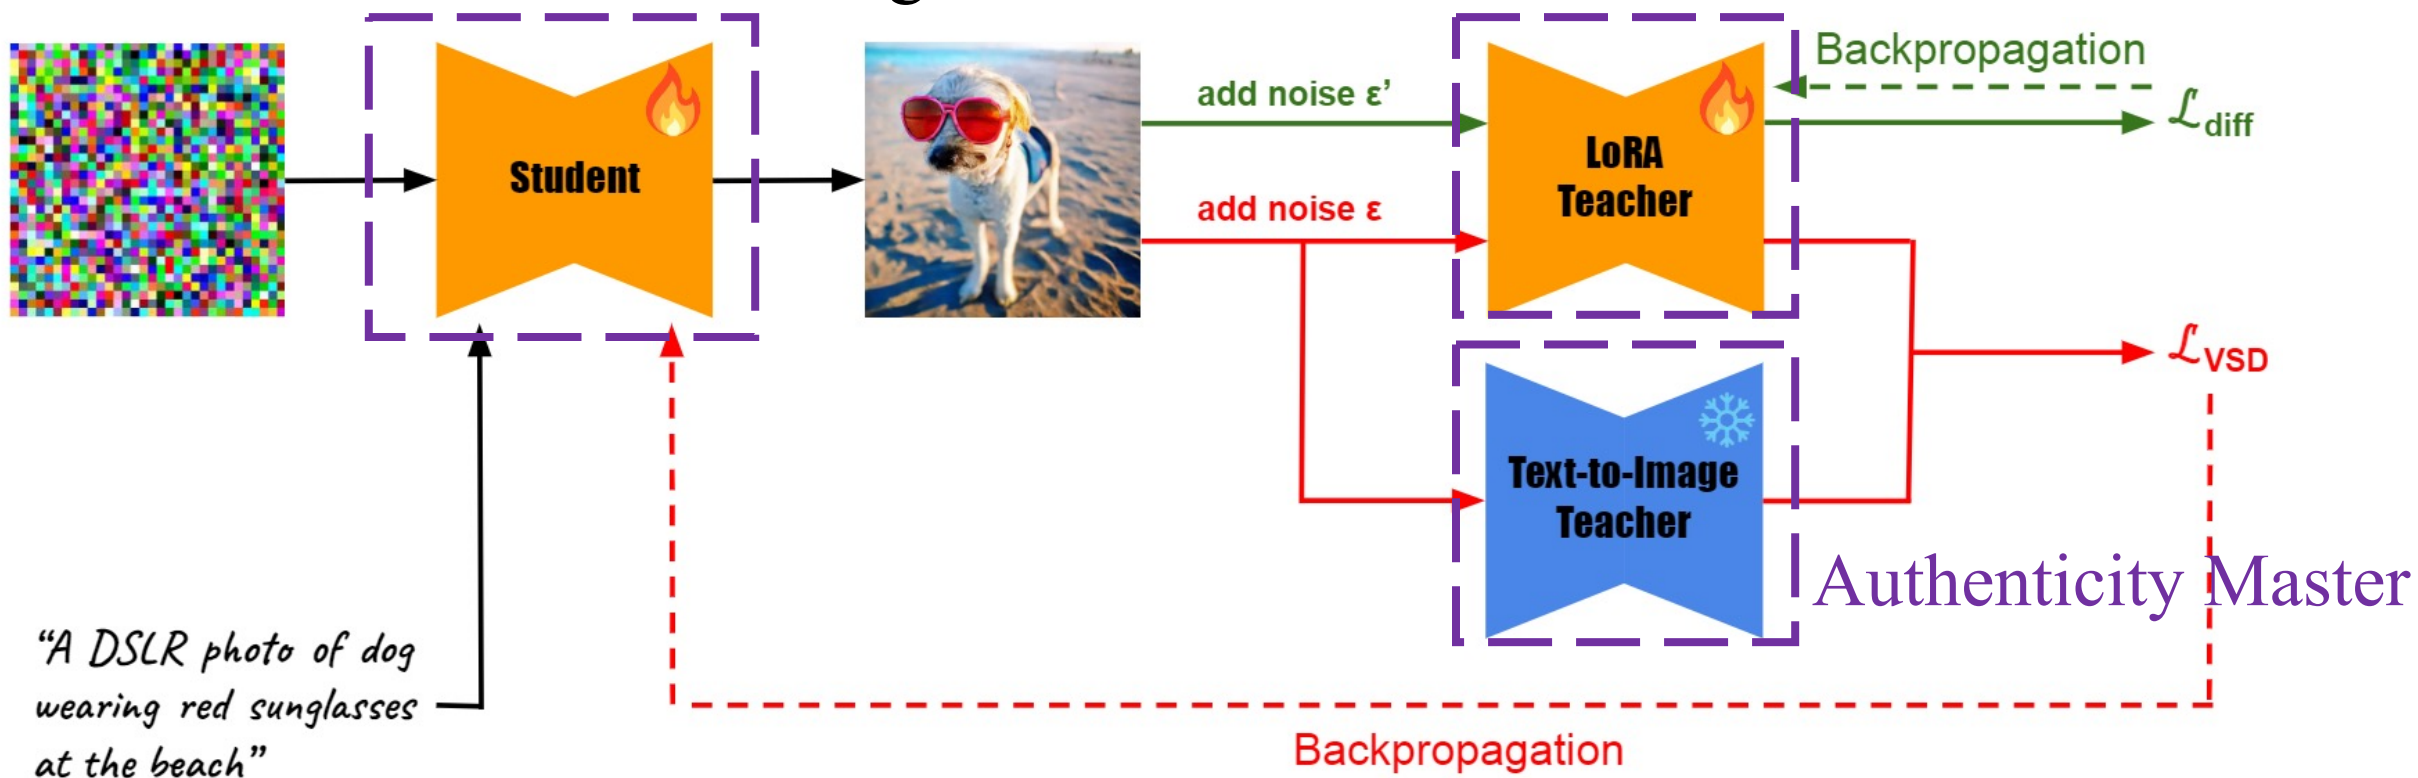 Student
add noise ε’
add noise ε
LoRA
Teacher
Backpropagation
ℒdiff
ℒVSD
Text-to-Image
Teacher
Authenticity Master
“A DSLR photo of dog
wearing red sunglasses
at the beach”
Backpropagation